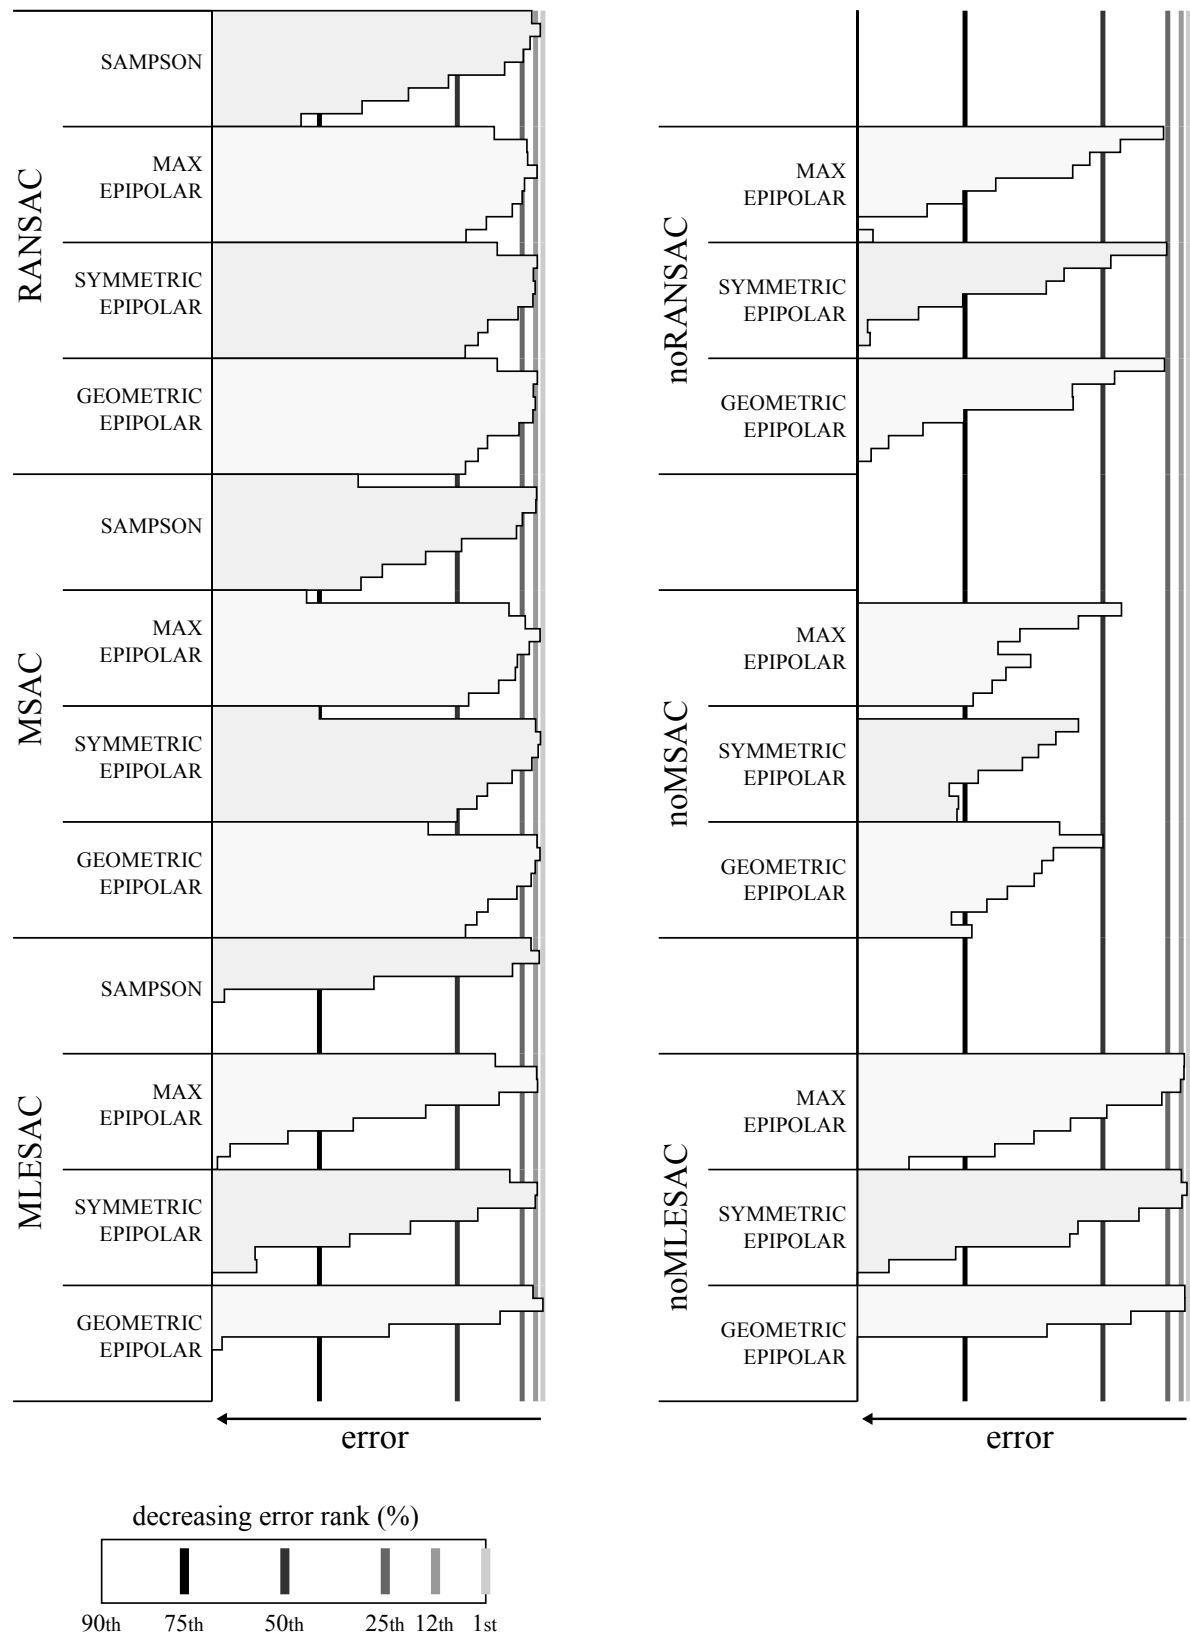 RANSAC
SAMPSON
MAX
EPIPOLAR
SYMMETRIC
EPIPOLAR
GEOMETRIC
EPIPOLAR
MSAC
SAMPSON
MAX
EPIPOLAR
SYMMETRIC
EPIPOLAR
GEOMETRIC
EPIPOLAR
MLESAC
SAMPSON
MAX
EPIPOLAR
SYMMETRIC
EPIPOLAR
GEOMETRIC
EPIPOLAR
error
noRANSAC
MAX
EPIPOLAR
SYMMETRIC
EPIPOLAR
GEOMETRIC
EPIPOLAR
noMSAC
MAX
EPIPOLAR
SYMMETRIC
EPIPOLAR
GEOMETRIC
EPIPOLAR
noMLESAC
MAX
EPIPOLAR
SYMMETRIC
EPIPOLAR
GEOMETRIC
EPIPOLAR
error
decreasing error rank (%)
90th 75th 50th 25th 12th 1st